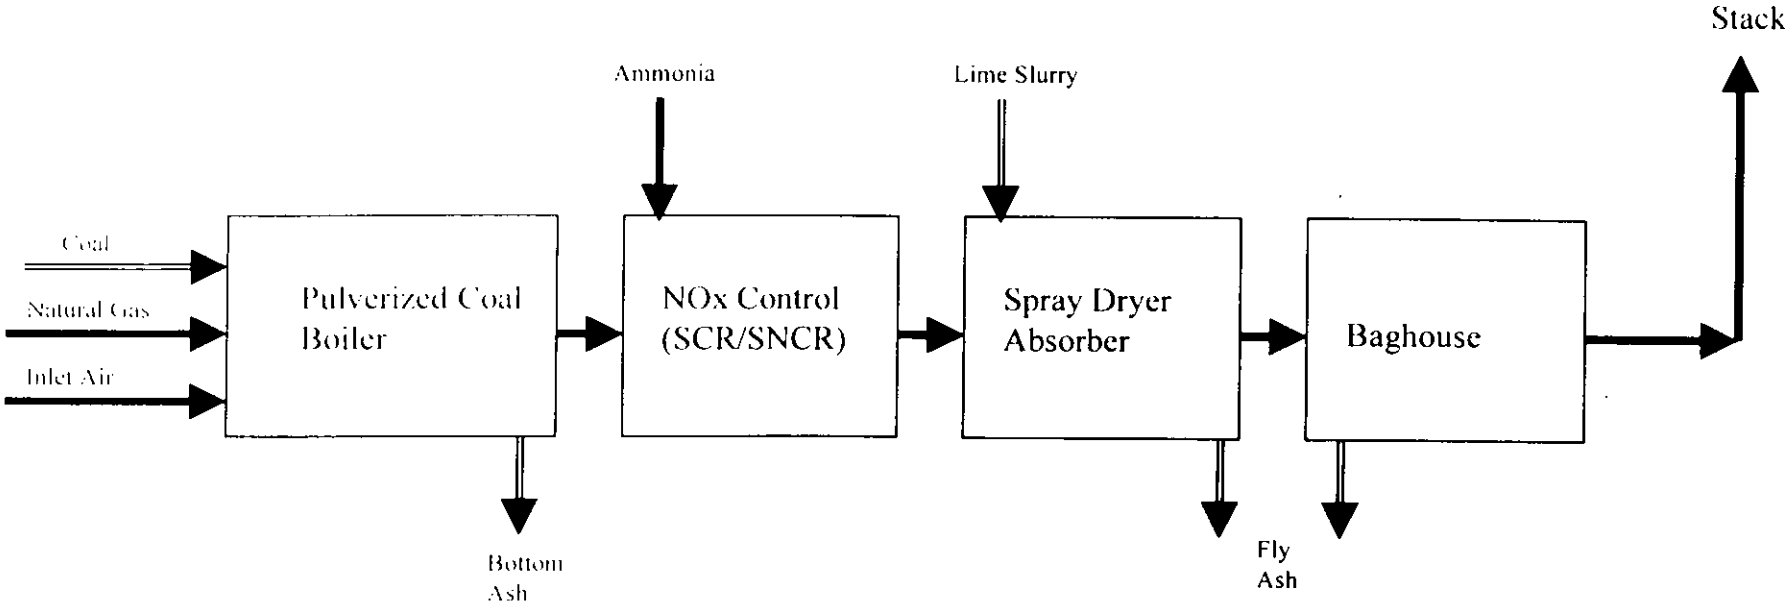 Stack
Ammonia
Lime Slurry
Coal
Natural Gas
Inlet Air
Pulverized Coal
Boiler
NOx Control
(SCR/SNCR)
Spray Dryer
Absorber
Baghouse
Bottom
Ash
Fly
Ash